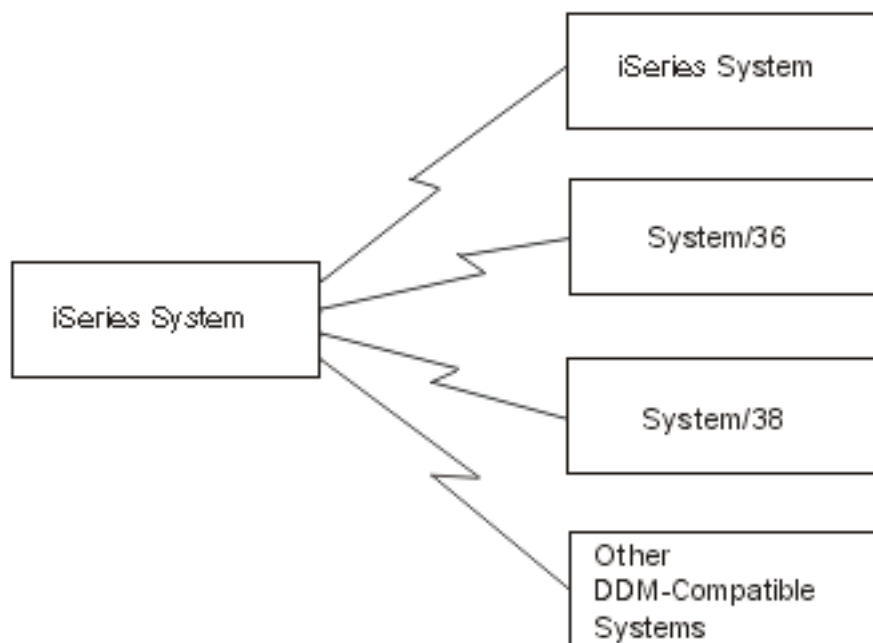 iSeries System
System/36
iSeries System
System/38
Other
DDM-Compatible
Systems